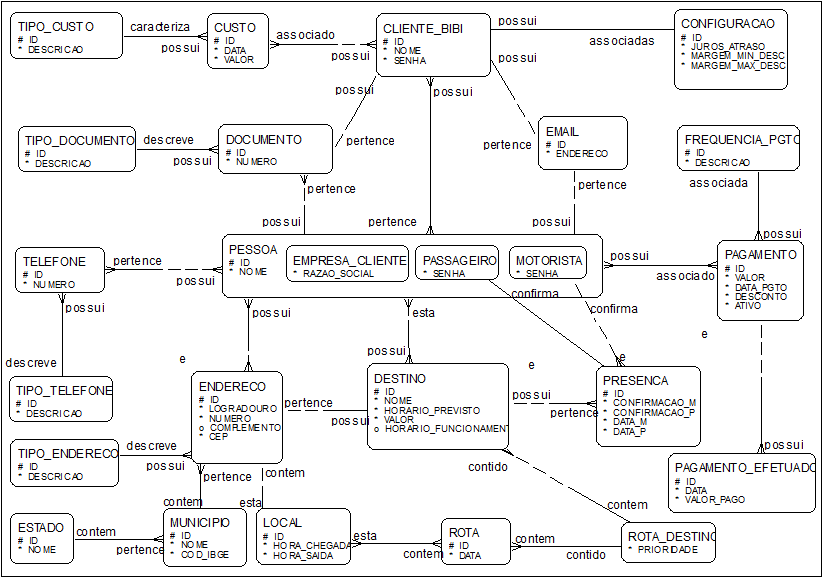 TIPO_CUSTO
# ID
* DESCRICAO
caracteriza
possui
CUSTO
# ID
* DATA
* VALOR
associado
possui
CLIENTE_BIBI
# ID
* NOME
* SENHA
possui
associadas
CONFIGURACAO
# ID
* JUROS_ATRASO
* MARGEM_MIN_DESC
* MARGEM_MAX_DESC
possui
possui
possui
TIPO_DOCUMENTO
# ID
* DESCRICAO
descreve
possui
DOCUMENTO
# ID
* NUMERO
pertence
pertence
EMAIL
# ID
* ENDERECO
FREQUENCIA_PGTO
# ID
* DESCRICAO
associada
pertence
pertence
possui
pertence
possui
possui
TELEFONE
# ID
* NUMERO
pertence
possui
PESSOA
# ID
* NOME
EMPRESA_CLIENTE
* RAZAO_SOCIAL
PASSAGEIRO
* SENHA
MOTORISTA
* SENHA
possui
associado
PAGAMENTO
# ID
* VALOR
* DATA_PGTO
* DESCONTO
* ATIVO
possui
possui
esta
confirma
confirma
e
descreve
e
possui
e
e
e
TIPO_TELEFONE
# ID
* DESCRICAO
ENDERECO
# ID
* LOGRADOURO
* NUMERO
o COMPLEMENTO
* CEP
pertence
possui
DESTINO
# ID
* NOME
* HORARIO_PREVISTO
* VALOR
o HORARIO_FUNCIONAMENT
possui
pertence
PRESENCA
# ID
* CONFIRMACAO_M
* CONFIRMACAO_P
* DATA_M
* DATA_P
possui
TIPO_ENDERECO
# ID
* DESCRICAO
descreve
possui
pertence
contem
contido
PAGAMENTO_EFETUADO
# ID
* DATA
* VALOR_PAGO
contem
esta
contem
ESTADO
# ID
* NOME
contem
pertence
MUNICIPIO
# ID
* NOME
* COD_IBGE
LOCAL
# ID
* HORA_CHEGADA
* HORA_SAIDA
esta
contem
ROTA
# ID
* DATA
contem
contido
ROTA_DESTINO
* PRIORIDADE